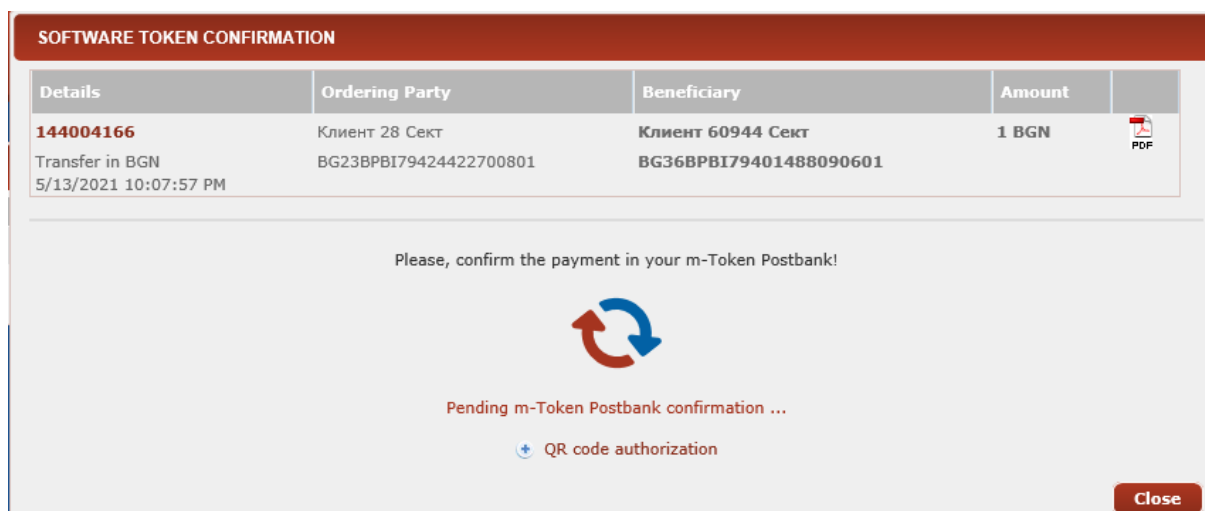 SOFTWARE TOKEN CONFIRMATION
Details Ordering Party Beneficiary Amount
144004166 Клиент 28 Сект Клиент 60944 Сект 1 BGN PDF
Transfer in BGN BG23BPBI79424422700801 BG36BPBI79401488090601
5/13/2021 10:07:57 PM
Please, confirm the payment in your m-Token Postbank!
Pending m-Token Postbank confirmation ...
QR code authorization
Close